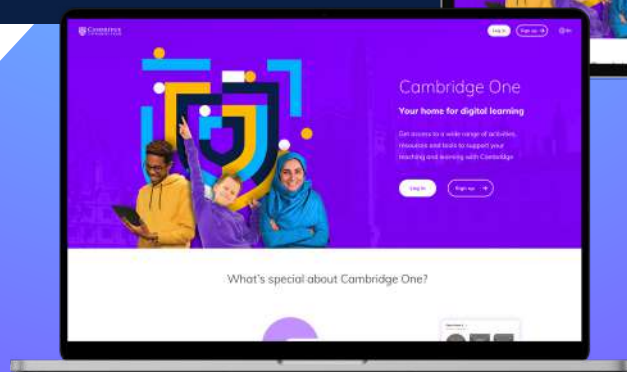 CAMBRIDGE
Log in
Sign up →
En
Cambridge One
Your home for digital learning
Get access to a wide range of activities,
resources and tools to support your
teaching and learning with Cambridge
Log in
Sign up →
What's special about Cambridge One?